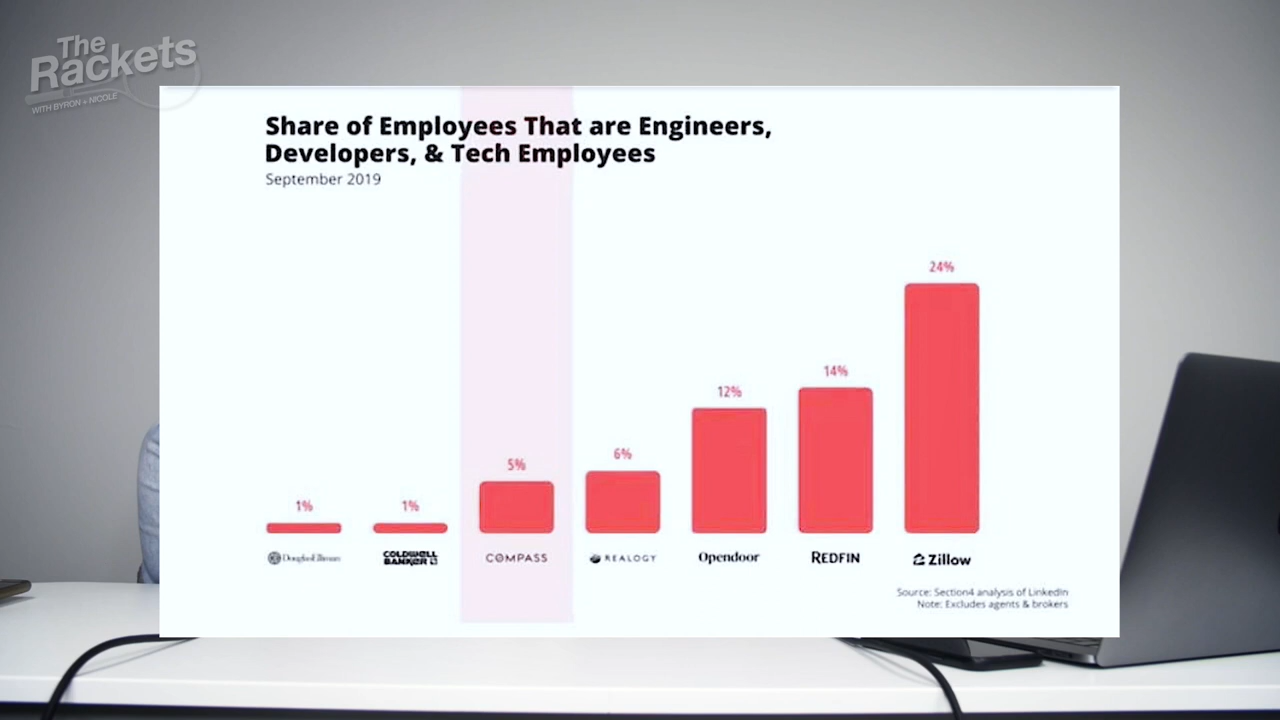 The
Rackets
WITH BYRON + NICOLE
Share of Employees That are Engineers,
Developers, & Tech Employees
September 2019
24%
14%
12%
6%
5%
1% 1%
DouglasElliman COLDWELL BANKER COMPASS REALOGY Opendoor REDFIN Zillow
Source: Section4 analysis of LinkedIn
Note: Excludes agents & brokers